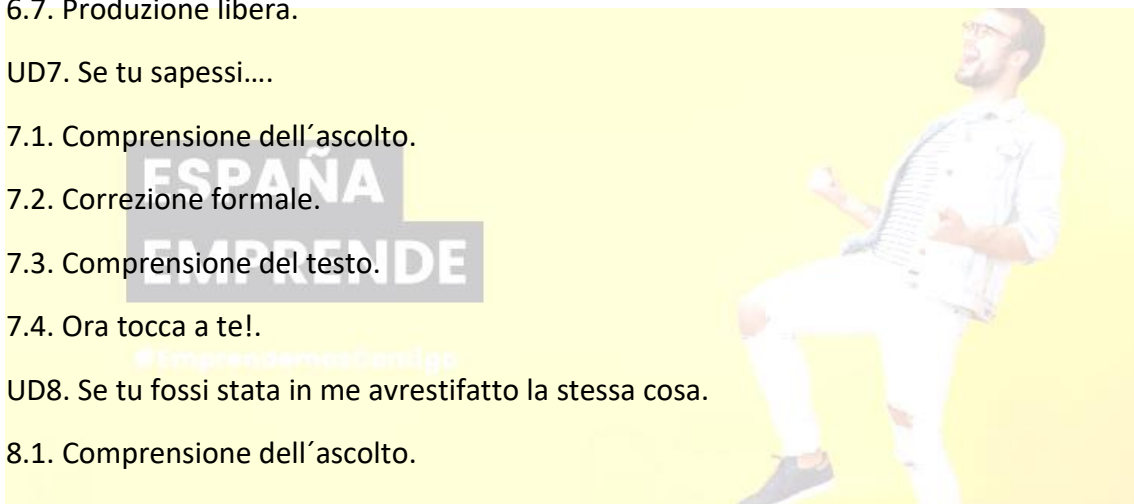 6.7. Produzione libera.
UD7. Se tu sapessi….
7.1. Comprensione dell´ascolto.
ESPAÑA
7.2. Correzione formale.
EMPRENDE
7.3. Comprensione del testo.
7.4. Ora tocca a te!.
#EmprendemosContigo
UD8. Se tu fossi stata in me avrestifatto la stessa cosa.
8.1. Comprensione dell´ascolto.